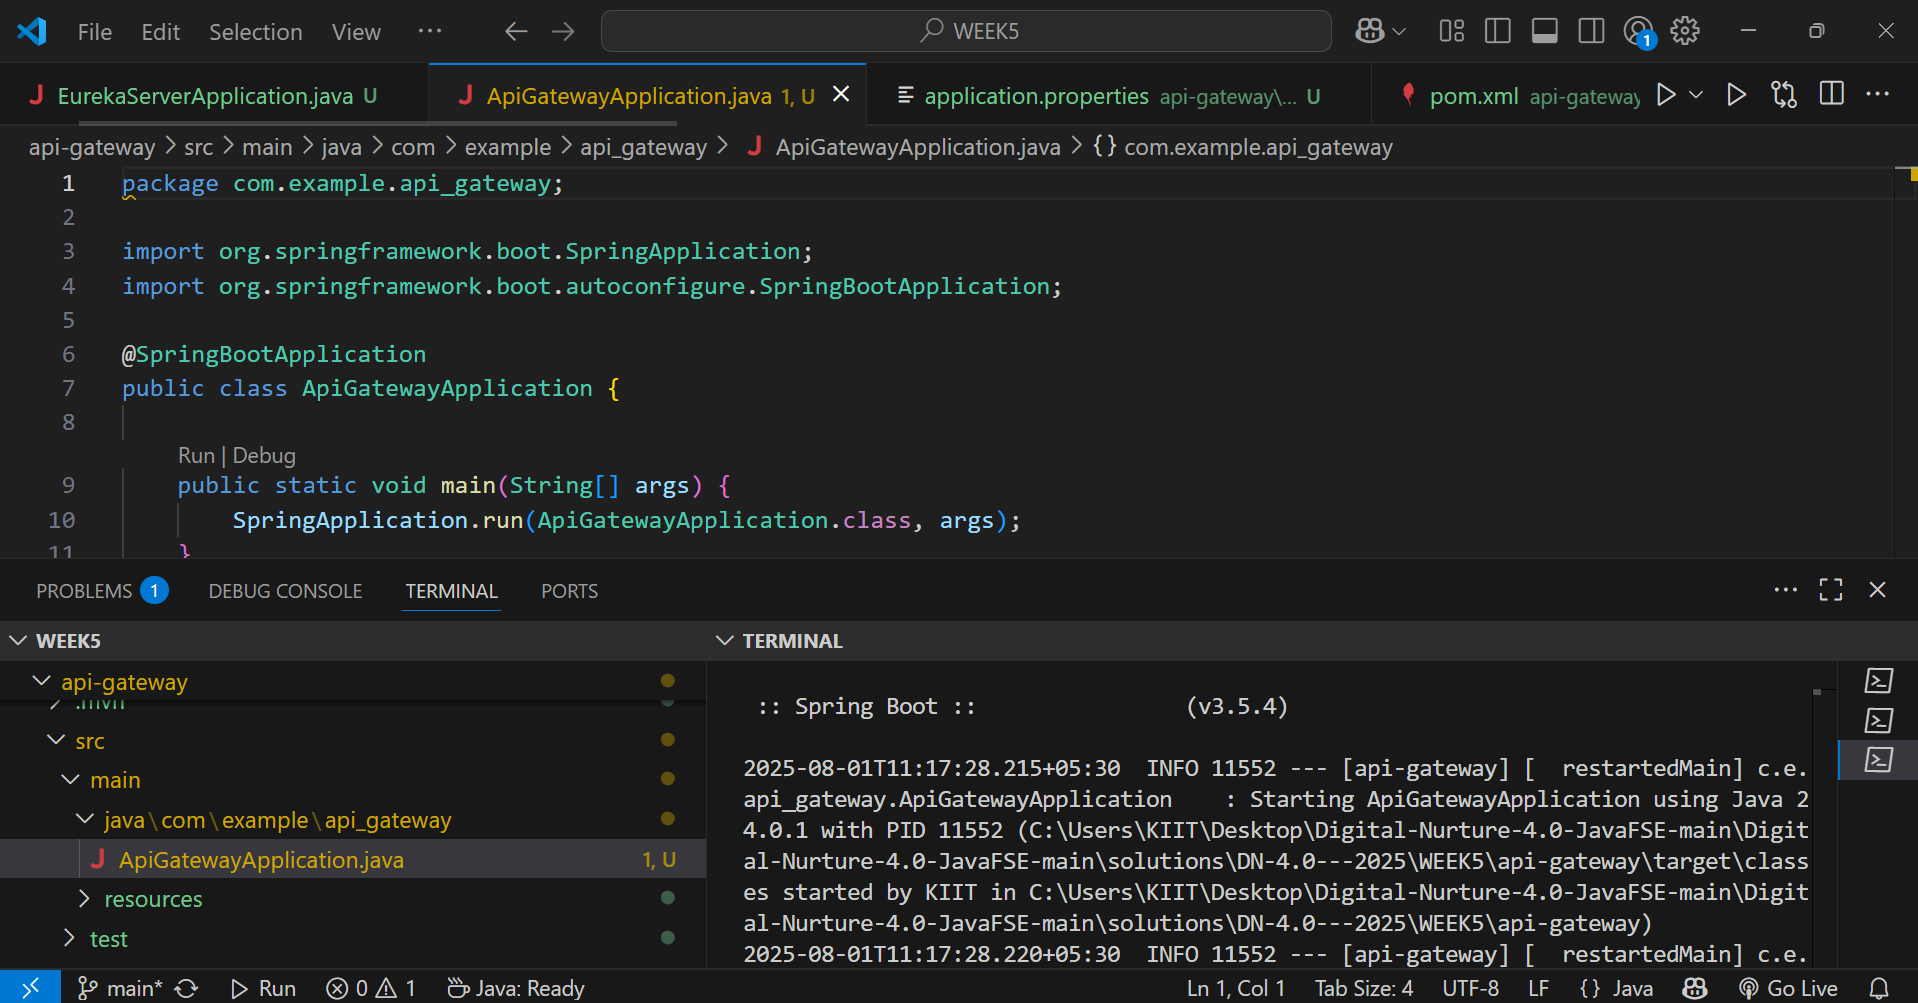 File Edit Selection View ··· WEEK5 1
EurekaServerApplication.java U ApiGatewayApplication.java 1, U application.properties api-gateway\... U pom.xml api-gateway
api-gateway > src > main > java > com > example > api_gateway > ApiGatewayApplication.java > {} com.example.api_gateway
1 package com.example.api_gateway;
2
3 import org.springframework.boot.SpringApplication;
4 import org.springframework.boot.autoconfigure.SpringBootApplication;
5
6 @SpringBootApplication
7 public class ApiGatewayApplication {
8
Run | Debug
9 public static void main(String[] args) {
10 SpringApplication.run(ApiGatewayApplication.class, args);
11 }
PROBLEMS 1 DEBUG CONSOLE TERMINAL PORTS
WEEK5
api-gateway
.mvn
src
main
java\com\example\api_gateway
ApiGatewayApplication.java 1, U
resources
test
TERMINAL
:: Spring Boot :: (v3.5.4)
2025-08-01T11:17:28.215+05:30 INFO 11552 --- [api-gateway] [ restartedMain] c.e.
api_gateway.ApiGatewayApplication : Starting ApiGatewayApplication using Java 2
4.0.1 with PID 11552 (C:\Users\KIIT\Desktop\Digital-Nurture-4.0-JavaFSE-main\Digit
al-Nurture-4.0-JavaFSE-main\solutions\DN-4.0---2025\WEEK5\api-gateway\target\class
es started by KIIT in C:\Users\KIIT\Desktop\Digital-Nurture-4.0-JavaFSE-main\Digit
al-Nurture-4.0-JavaFSE-main\solutions\DN-4.0---2025\WEEK5\api-gateway)
2025-08-01T11:17:28.220+05:30 INFO 11552 --- [api-gateway] [ restartedMain] c.e.
main* Run 0 1 Java: Ready Ln 1, Col 1 Tab Size: 4 UTF-8 LF {} Java Go Live